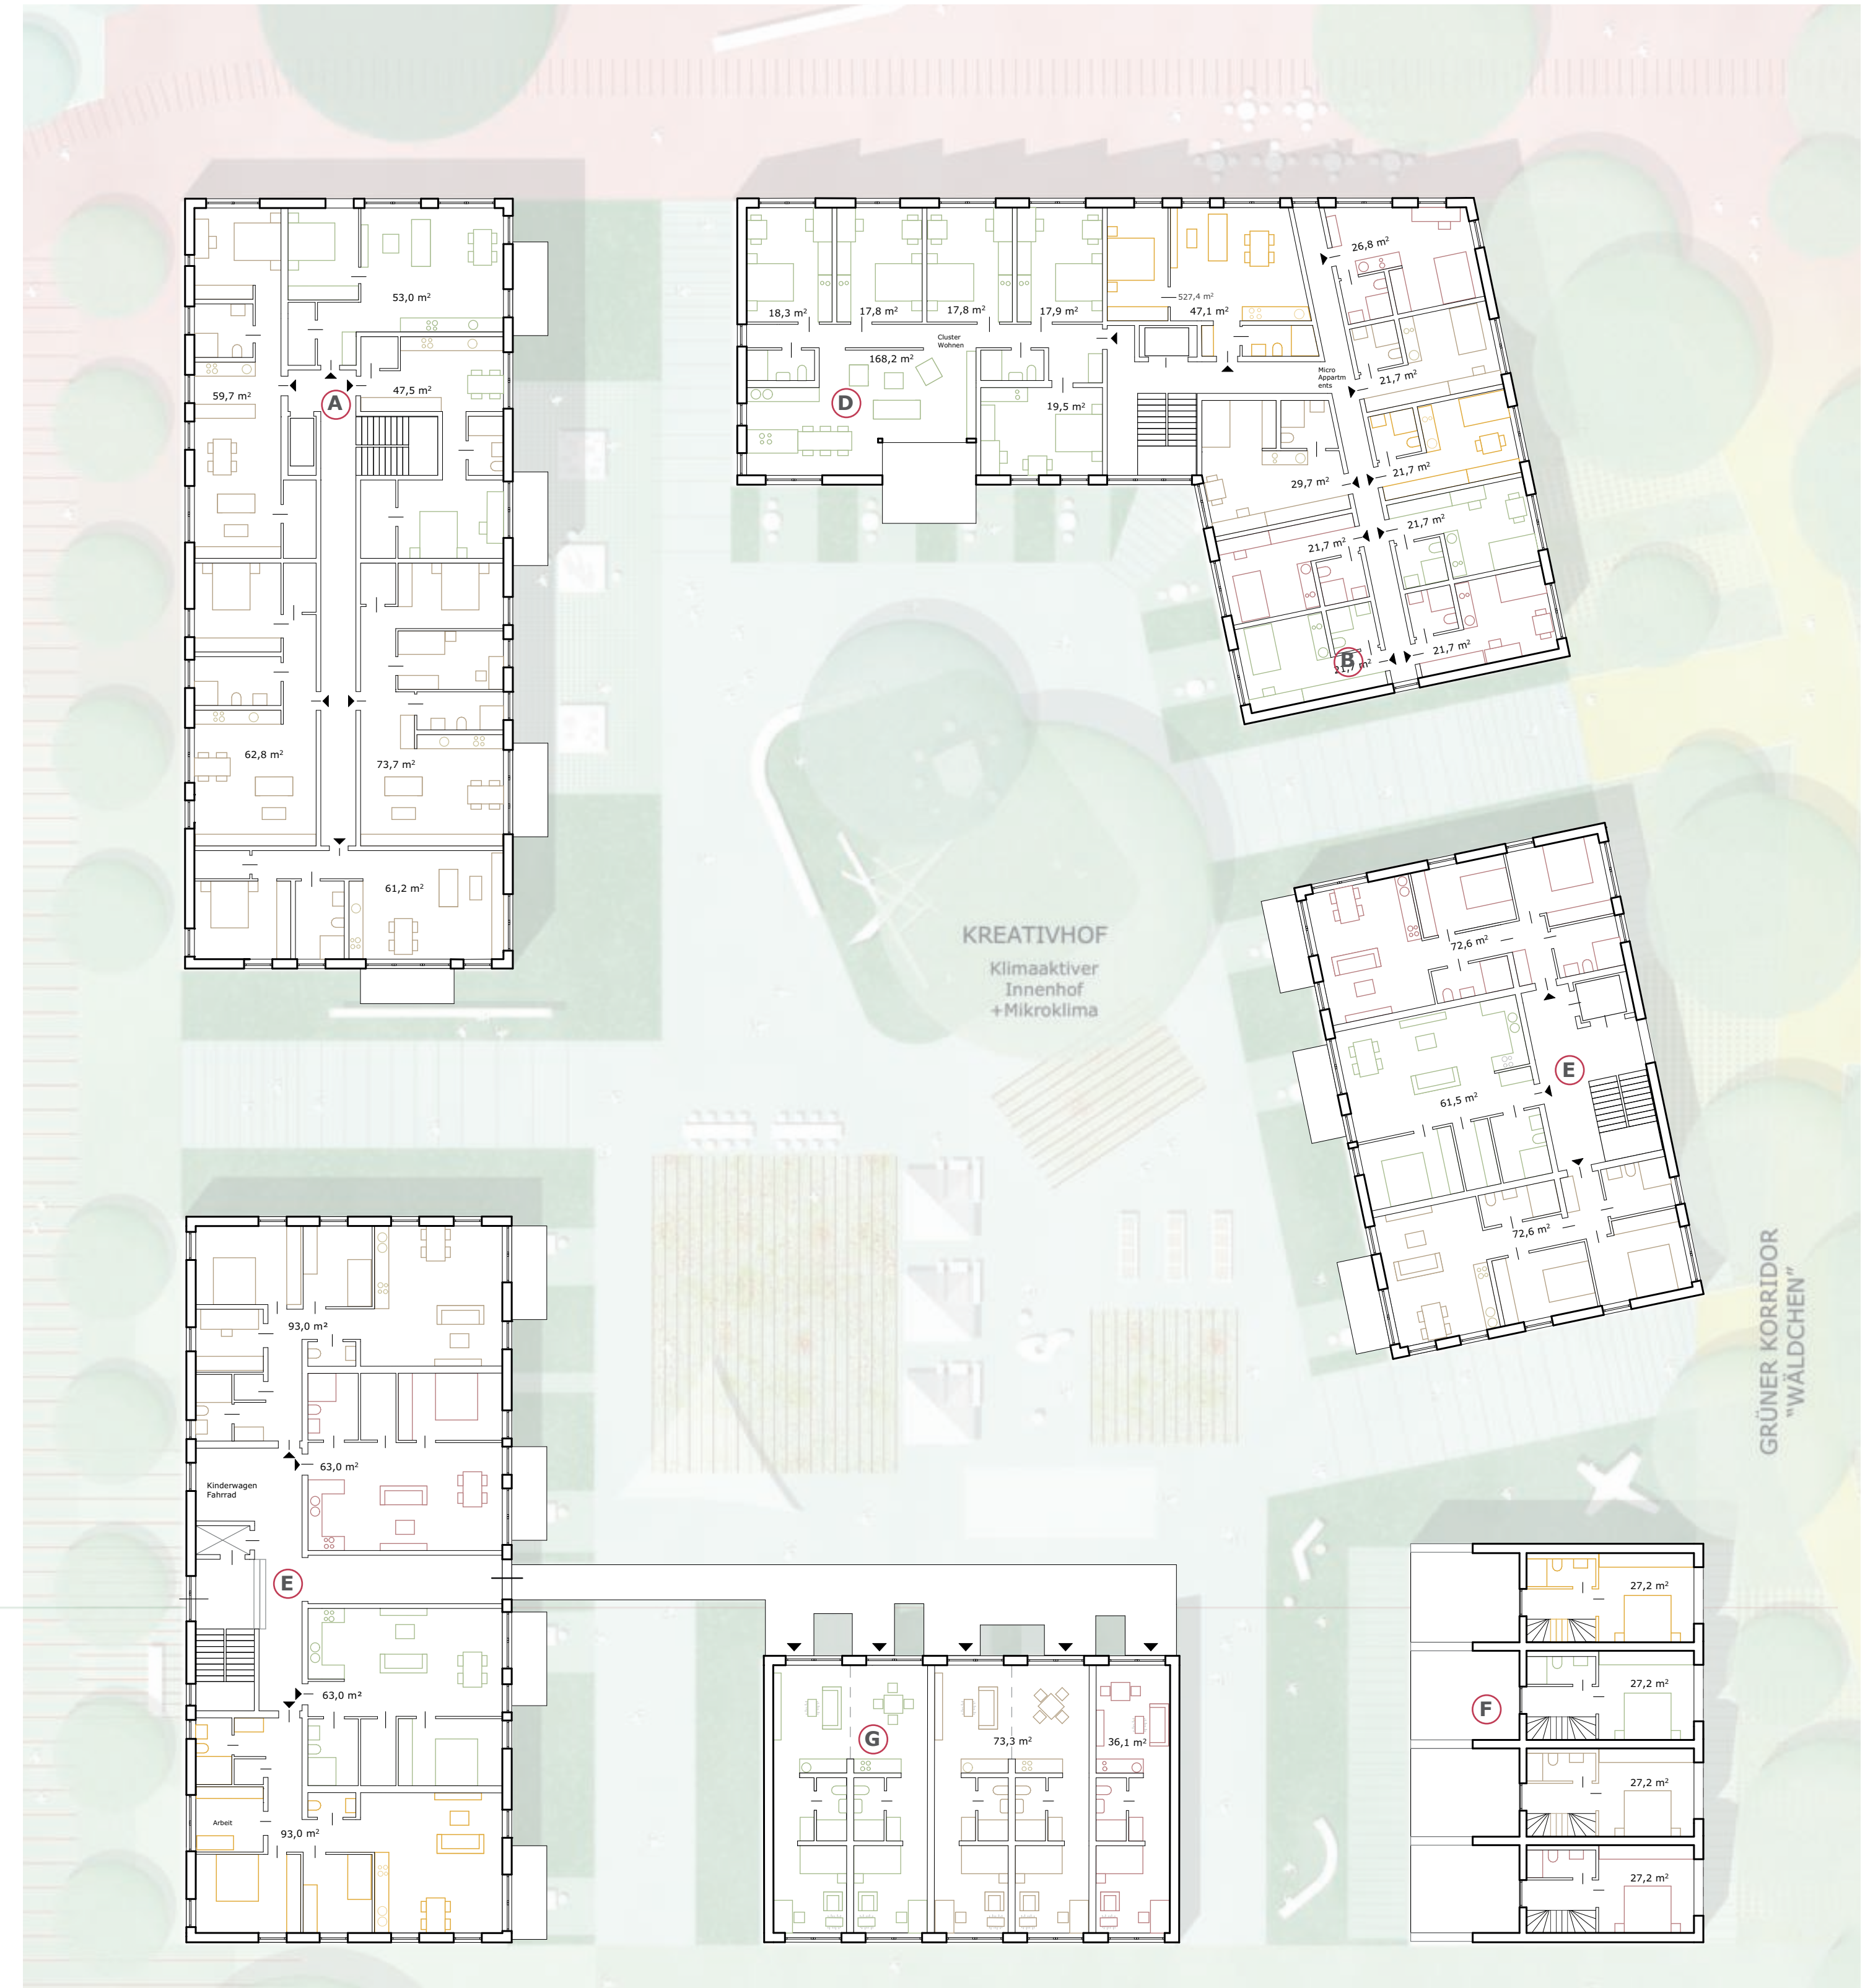 53,0 m²
59,7 m²
A
47,5 m²
62,8 m²
73,7 m²
61,2 m²
18,3 m²
17,8 m²
17,8 m²
17,9 m²
527,4 m²
47,1 m²
26,8 m²
Cluster
Wohnen
168,2 m²
D
19,5 m²
Micro
Appartm
ents
21,7 m²
21,7 m²
29,7 m²
21,7 m²
21,7 m²
21,7 m²
B
21,7 m²
KREATIVHOF
Klimaaktiver
Innenhof
+Mikroklima
72,6 m²
E
61,5 m²
72,6 m²
GRÜNER KORRIDOR
"WÄLDCHEN"
93,0 m²
63,0 m²
Kinderwagen
Fahrrad
E
63,0 m²
Arbeit
93,0 m²
G
73,3 m²
36,1 m²
27,2 m²
27,2 m²
F
27,2 m²
27,2 m²